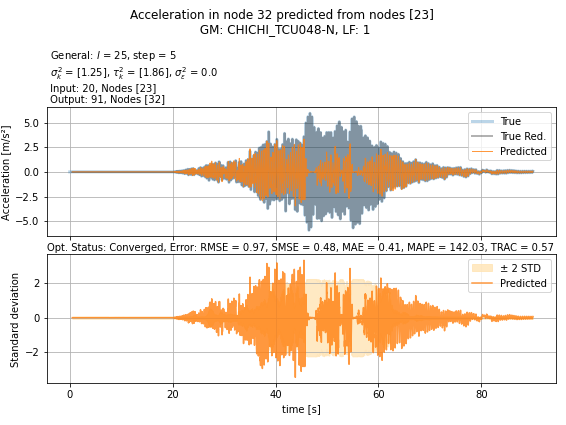 Acceleration in node 32 predicted from nodes [23]
GM: CHICHI_TCU048-N, LF: 1
General: l = 25, step = 5
σ²ₖ = [1.25], τ²ₖ = [1.86], σ²ε = 0.0
Input: 20, Nodes [23]
Output: 91, Nodes [32]
Acceleration [m/s²]
5.0
2.5
0.0
−2.5
−5.0
True
True Red.
Predicted
Opt. Status: Converged, Error: RMSE = 0.97, SMSE = 0.48, MAE = 0.41, MAPE = 142.03, TRAC = 0.57
Standard deviation
2
0
−2
± 2 STD
Predicted
0
20
40
60
80
time [s]